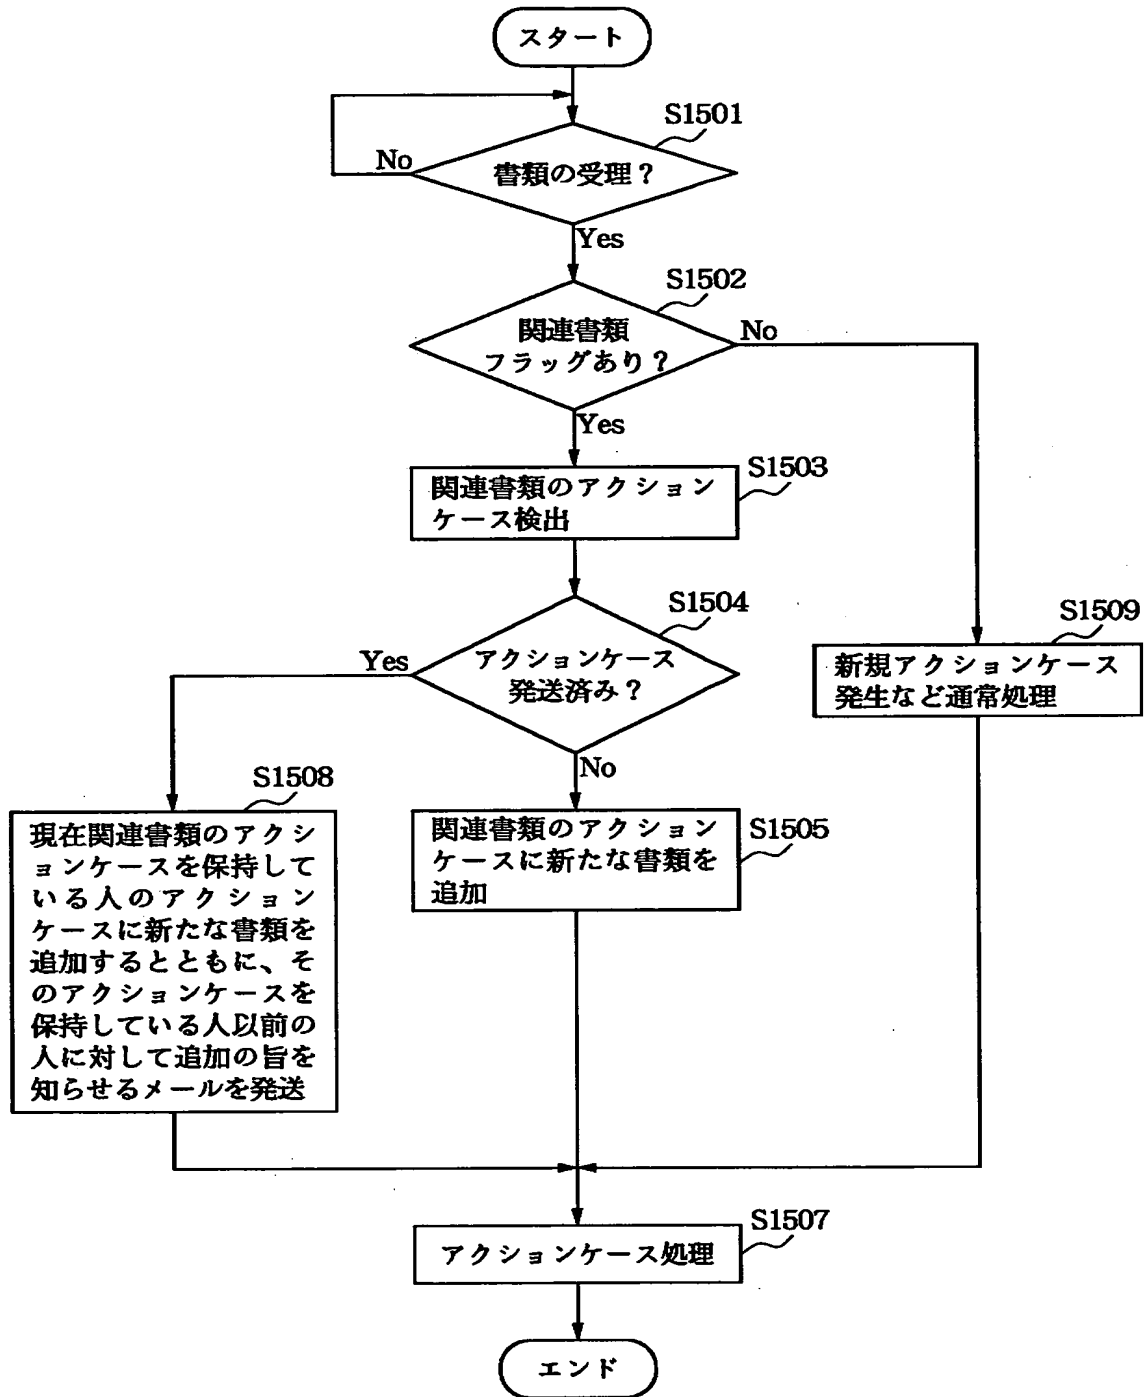 スタート
S1501
No
書類の受理？
Yes
S1502
関連書類
フラッグあり？
No
Yes
S1503
関連書類のアクション
ケース検出
S1504
Yes
アクションケース
発送済み？
No
S1509
新規アクションケース
発生など通常処理
S1508
現在関連書類のアクシ
ョンケースを保持して
いる人のアクション
ケースに新たな書類を
追加するとともに、そ
のアクションケースを
保持している人以前の
人に対して追加の旨を
知らせるメールを発送
S1505
関連書類のアクション
ケースに新たな書類を
追加
S1507
アクションケース処理
エンド